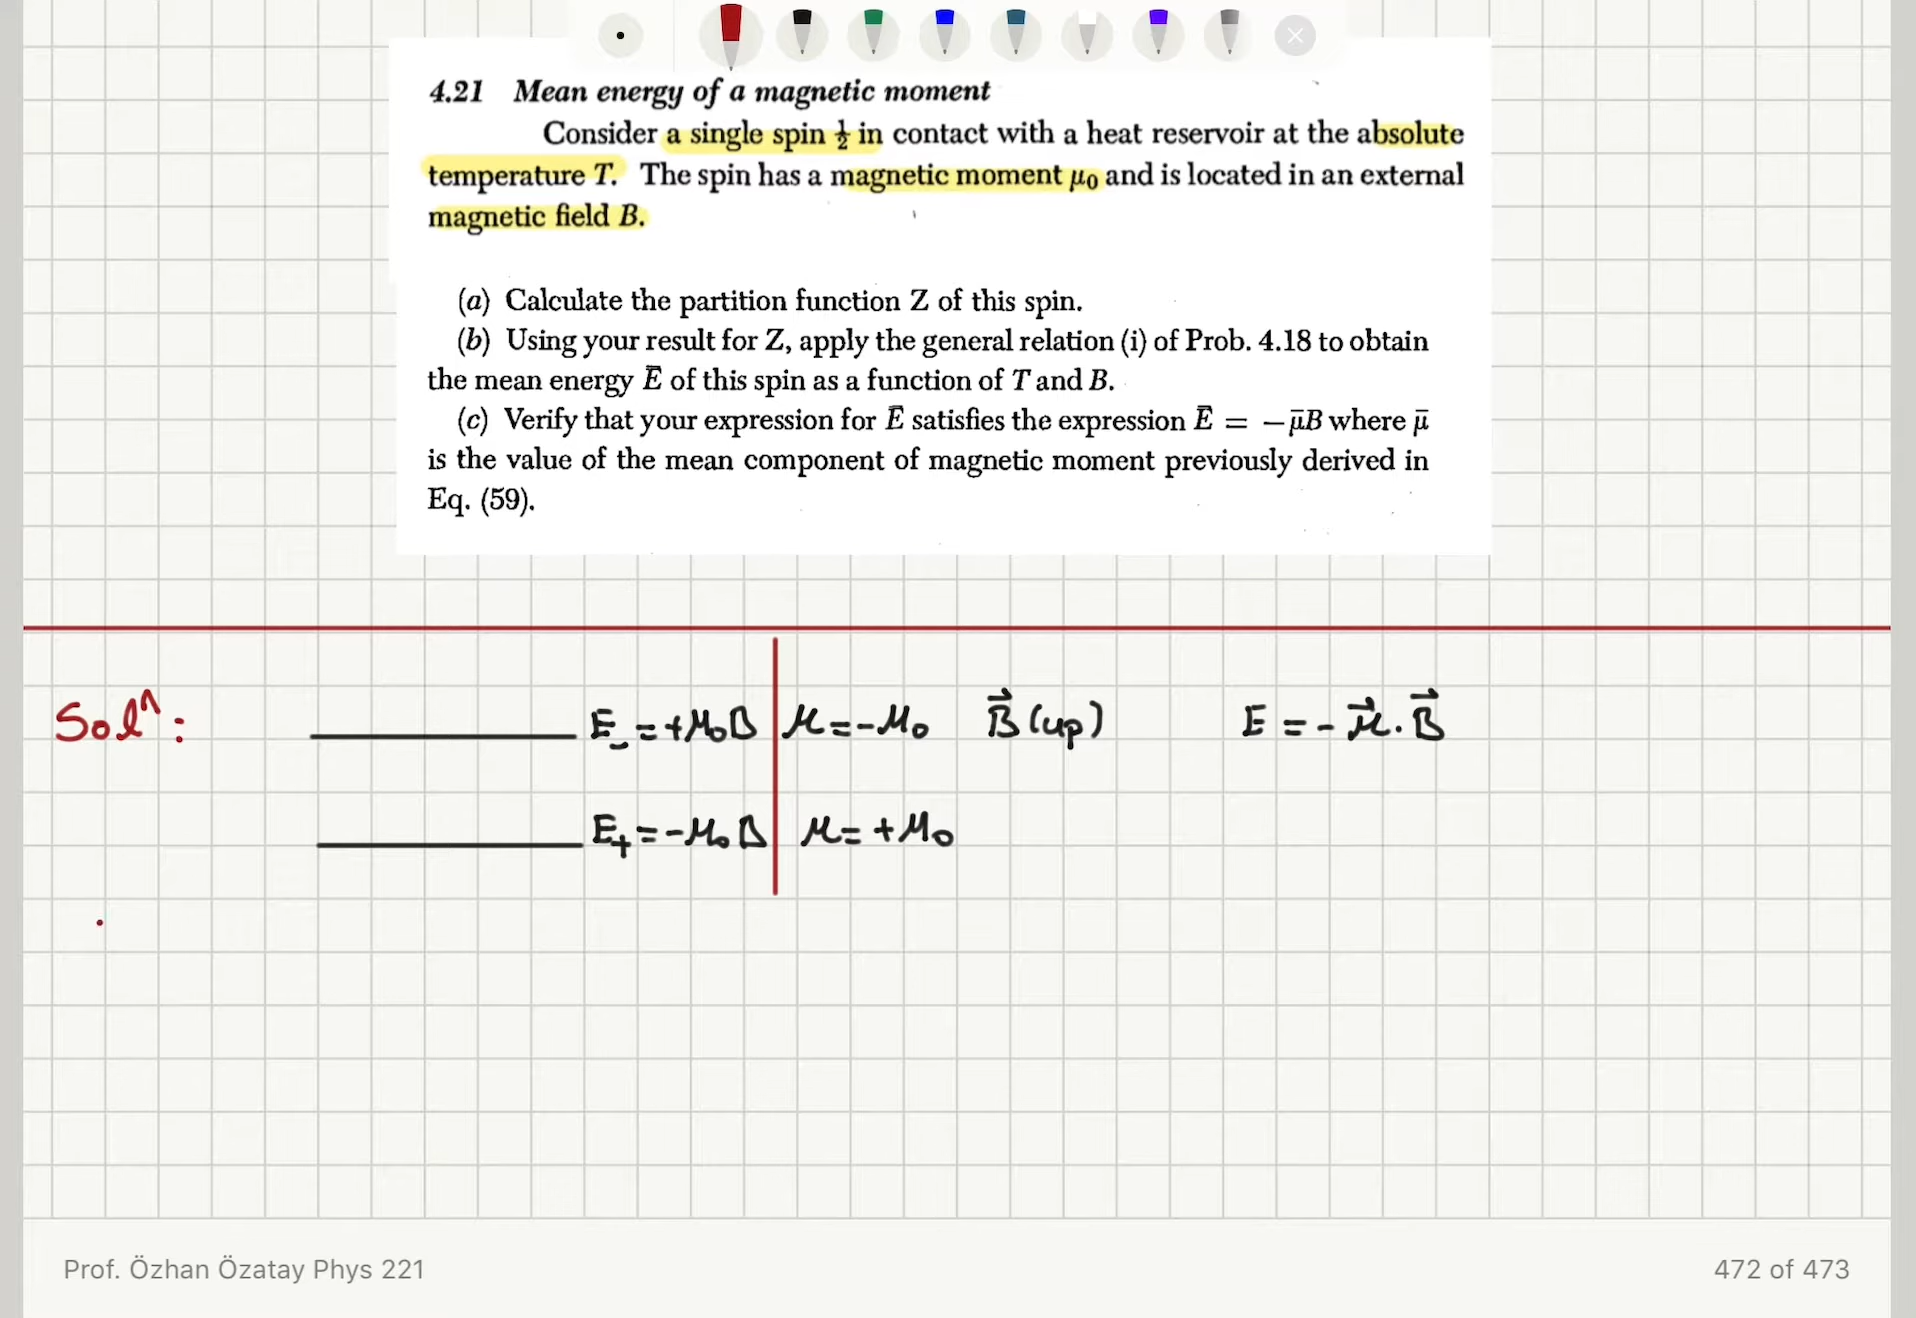 4.21 Mean energy of a magnetic moment
Consider a single spin ½ in contact with a heat reservoir at the absolute
temperature T. The spin has a magnetic moment μ₀ and is located in an external
magnetic field B.
(a) Calculate the partition function Z of this spin.
(b) Using your result for Z, apply the general relation (i) of Prob. 4.18 to obtain
the mean energy E̅ of this spin as a function of T and B.
(c) Verify that your expression for E̅ satisfies the expression E̅ = −μ̅B where μ̅
is the value of the mean component of magnetic moment previously derived in
Eq. (59).
Solⁿ: E₋ = +μ₀B μ = −μ₀ B⃗ (up) E = − μ⃗ . B⃗
E₊ = −μ₀B μ = +μ₀
Prof. Özhan Özatay Phys 221 472 of 473